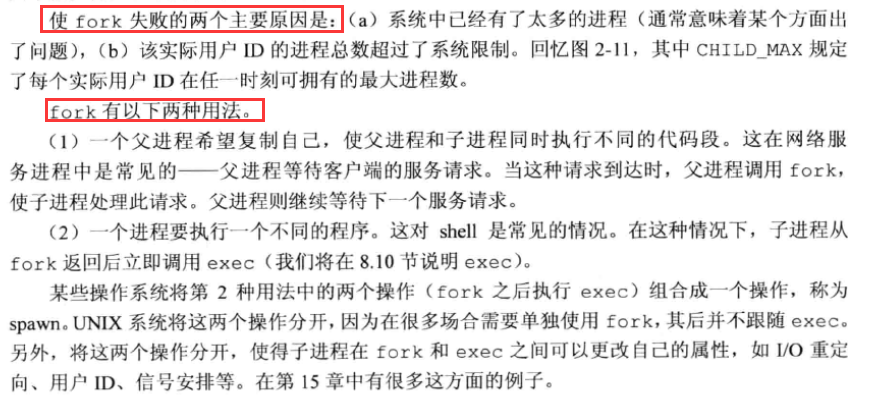 使 fork 失败的两个主要原因是：（a）系统中已经有了太多的进程（通常意味着某个方面出
了问题），（b）该实际用户 ID 的进程总数超过了系统限制。回忆图 2-11，其中 CHILD_MAX 规定
了每个实际用户 ID 在任一时刻可拥有的最大进程数。
fork 有以下两种用法。
（1）一个父进程希望复制自己，使父进程和子进程同时执行不同的代码段。这在网络服
务进程中是常见的——父进程等待客户端的服务请求。当这种请求到达时，父进程调用 fork，
使子进程处理此请求。父进程则继续等待下一个服务请求。
（2）一个进程要执行一个不同的程序。这对 shell 是常见的情况。在这种情况下，子进程从
fork 返回后立即调用 exec（我们将在 8.10 节说明 exec）。
某些操作系统将第 2 种用法中的两个操作（fork 之后执行 exec）组合成一个操作，称为
spawn。UNIX 系统将这两个操作分开，因为在很多场合需要单独使用 fork，其后并不跟随 exec。
另外，将这两个操作分开，使得子进程在 fork 和 exec 之间可以更改自己的属性，如 I/O 重定
向、用户 ID、信号安排等。在第 15 章中有很多这方面的例子。